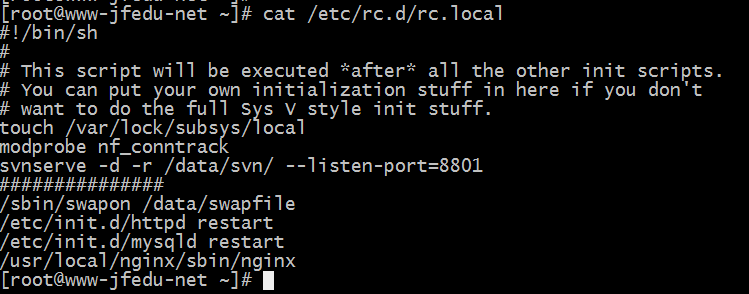 [root@www-jfedu-net ~]# cat /etc/rc.d/rc.local
#!/bin/sh
#
# This script will be executed *after* all the other init scripts.
# You can put your own initialization stuff in here if you don't
# want to do the full Sys V style init stuff.
touch /var/lock/subsys/local
modprobe nf_conntrack
svnserve -d -r /data/svn/ --listen-port=8801
###############
/sbin/swapon /data/swapfile
/etc/init.d/httpd restart
/etc/init.d/mysqld restart
/usr/local/nginx/sbin/nginx
[root@www-jfedu-net ~]#